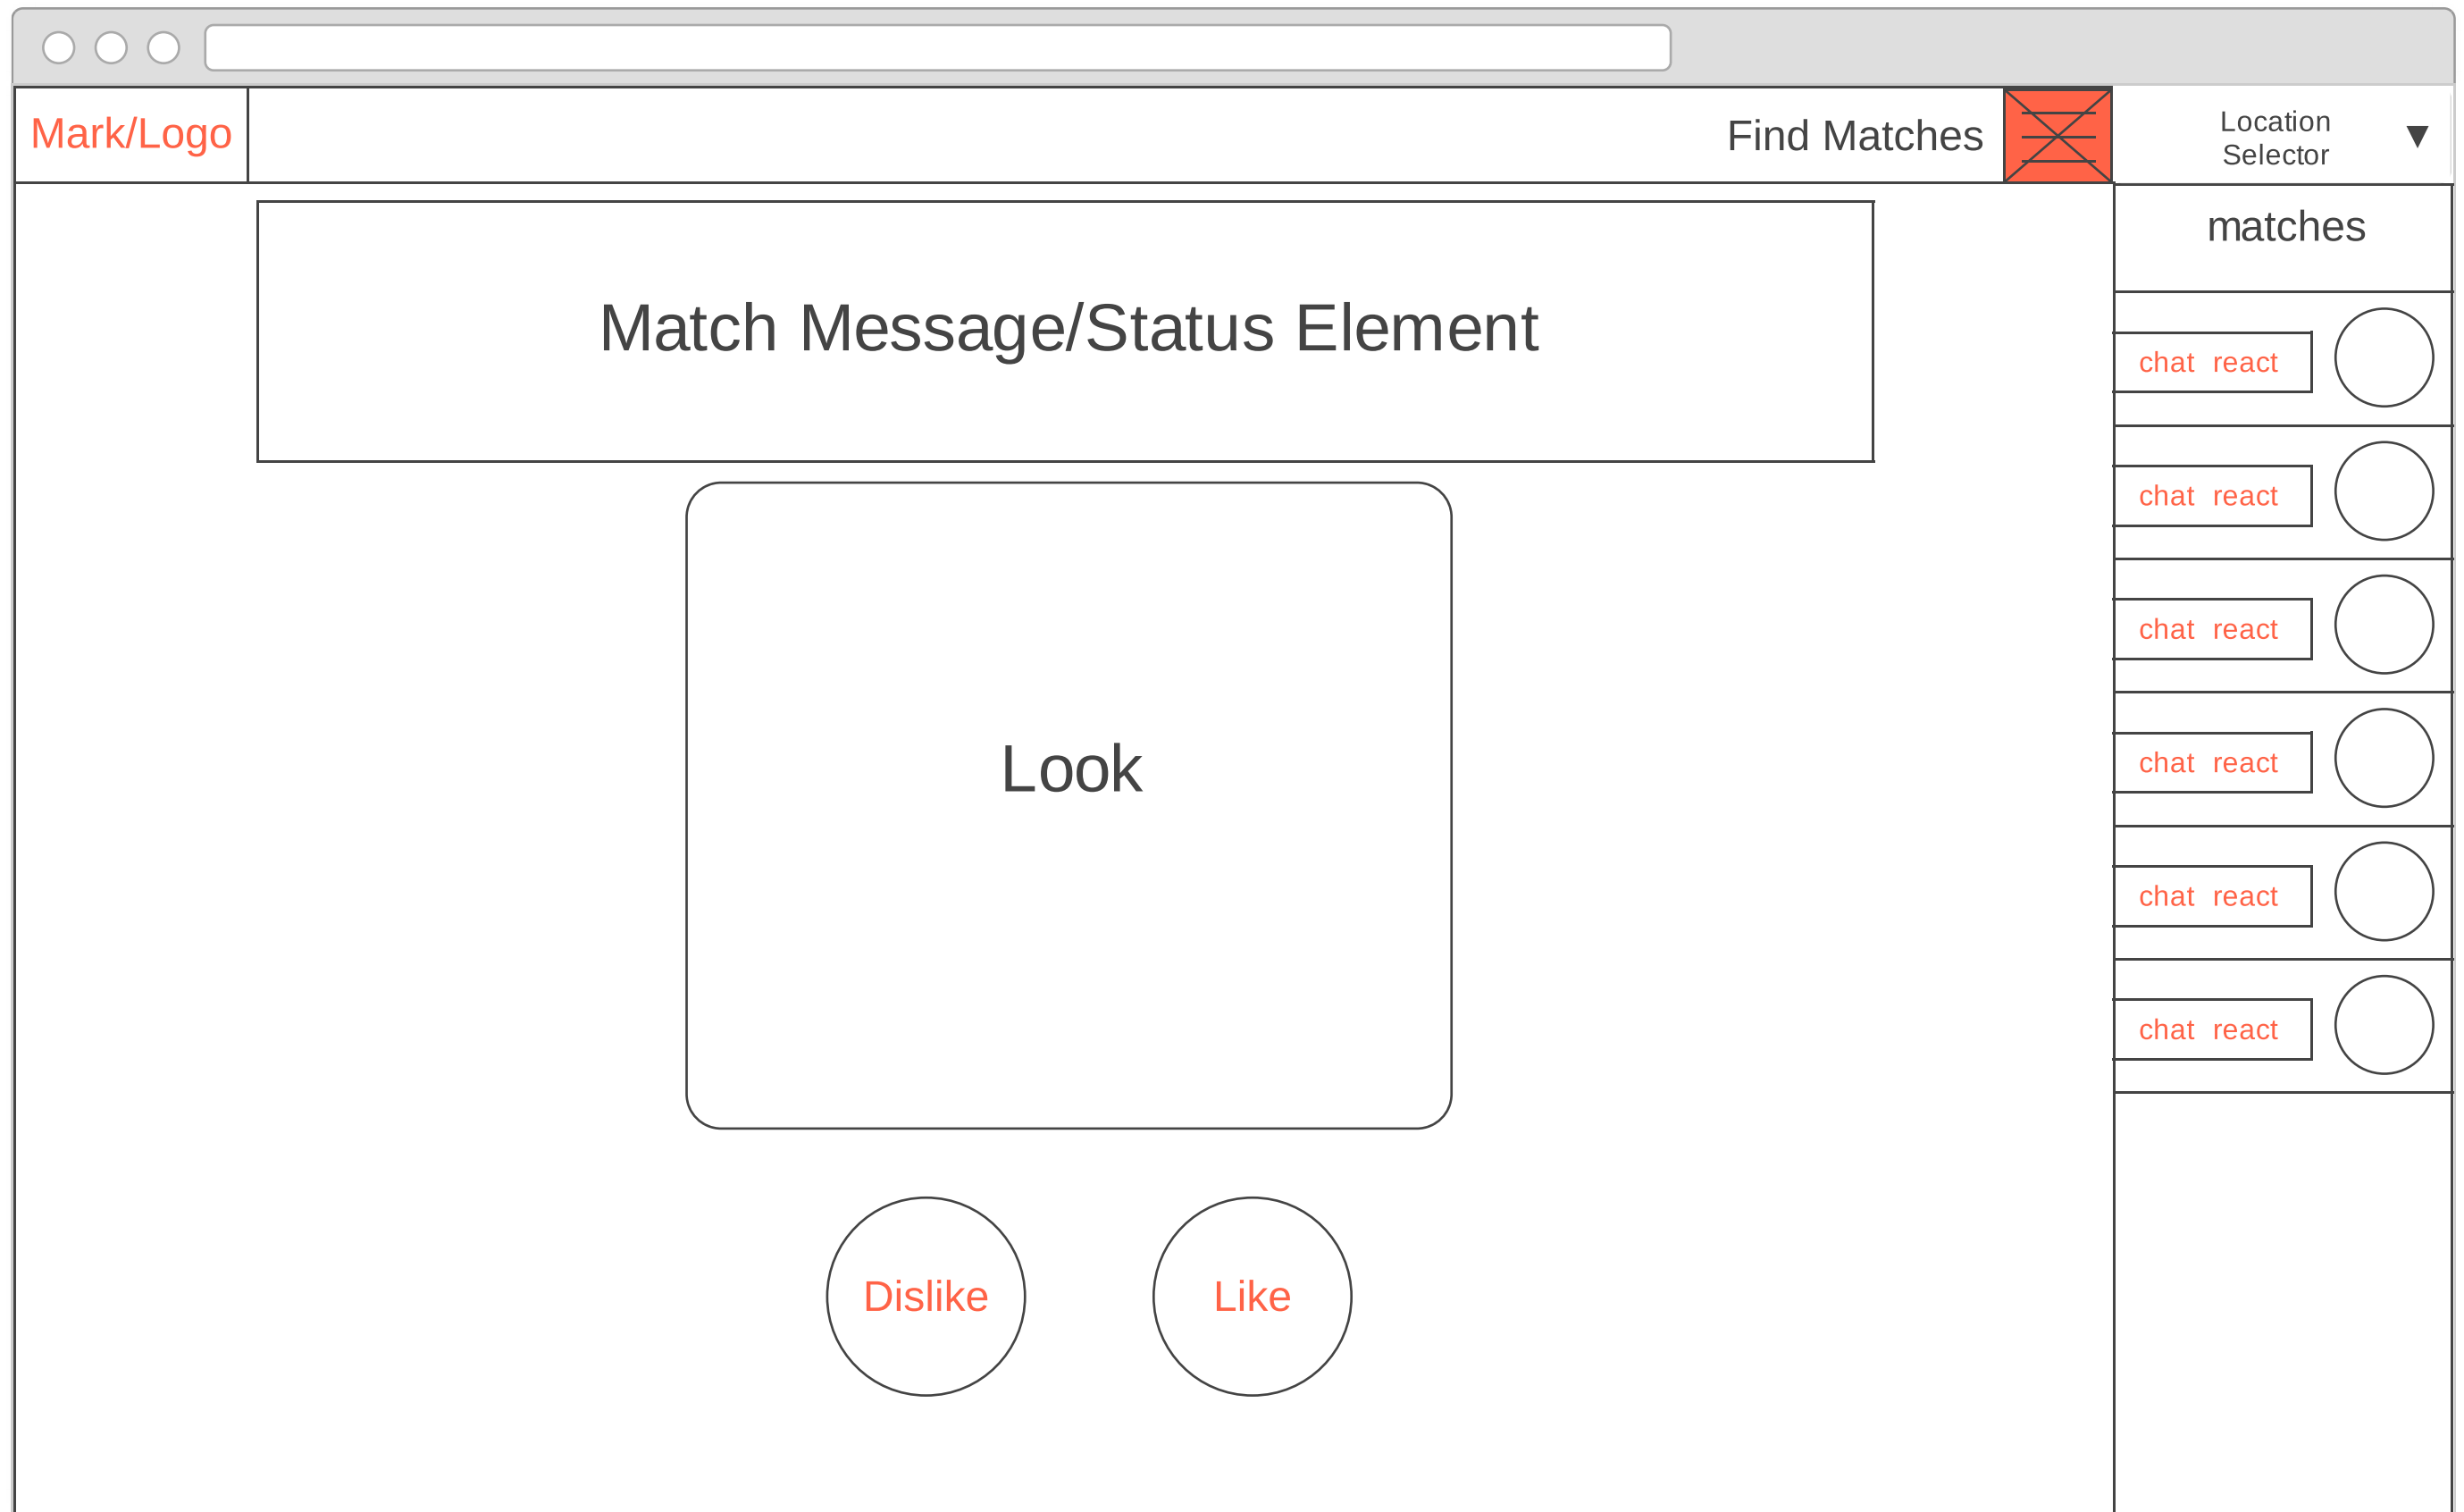 Mark/Logo
Find Matches
Location
Selector
▼
matches
Match Message/Status Element
chat react
chat react
chat react
chat react
chat react
chat react
Look
Dislike
Like